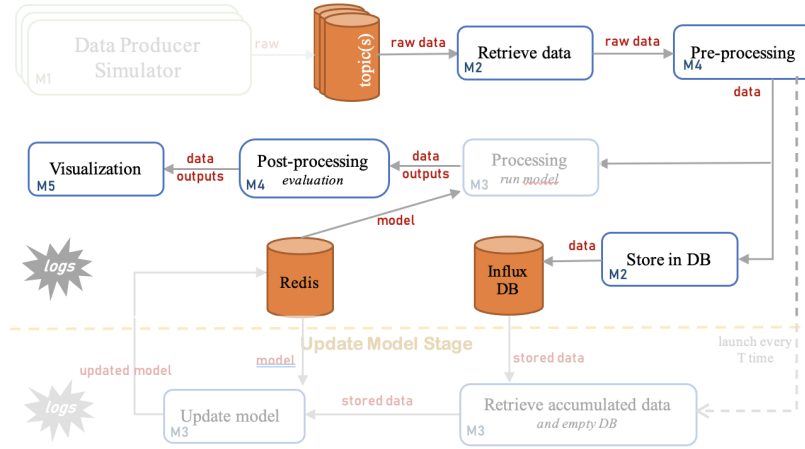 Data Producer
Simulator
M1
raw
topic(s)
raw data
Retrieve data
M2
raw data
Pre-processing
M4
data
Visualization
M5
data
outputs
Post-processing
evaluation
M4
data
outputs
Processing
run model
M3
model
logs
Redis
Influx
DB
data
Store in DB
M2
Update Model Stage
launch every
T time
updated model
model
stored data
logs
Update model
M3
stored data
Retrieve accumulated data
and empty DB
M3